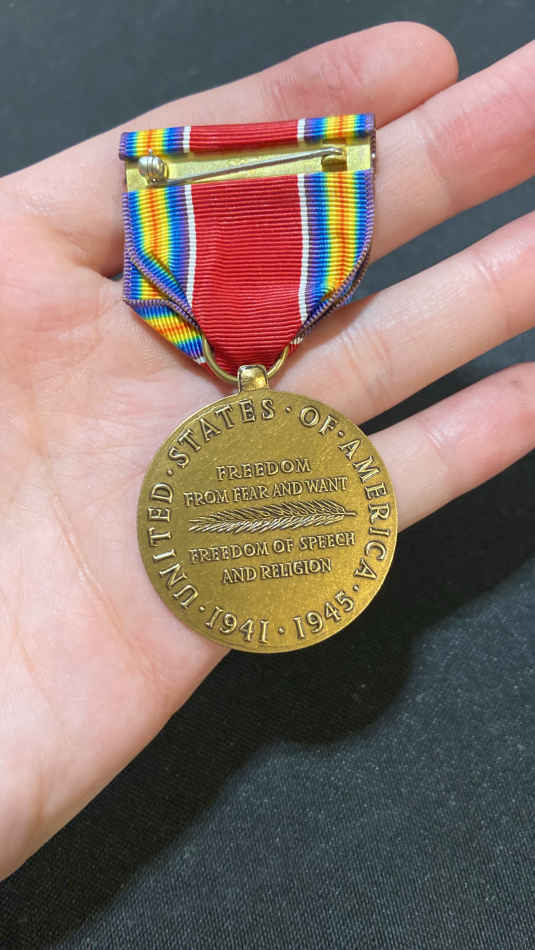 UNITED · STATES · OF · AMERICA ·
FREEDOM
FROM FEAR AND WANT
FREEDOM OF SPEECH
AND RELIGION
· 1941 · 1945 ·